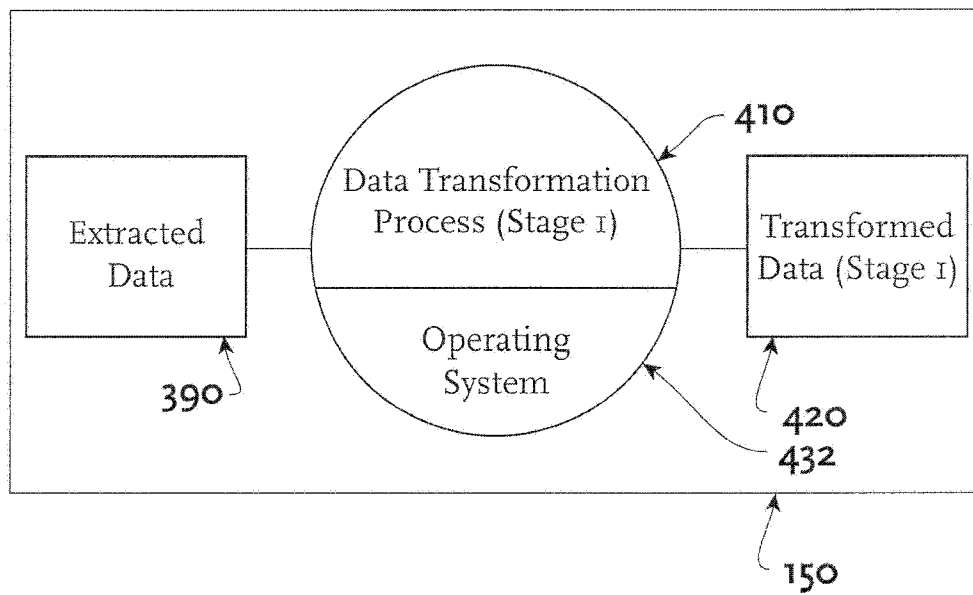 410
Data Transformation
Process (Stage 1)
Extracted
Data
Transformed
Data (Stage 1)
Operating
System
390
420
432
150